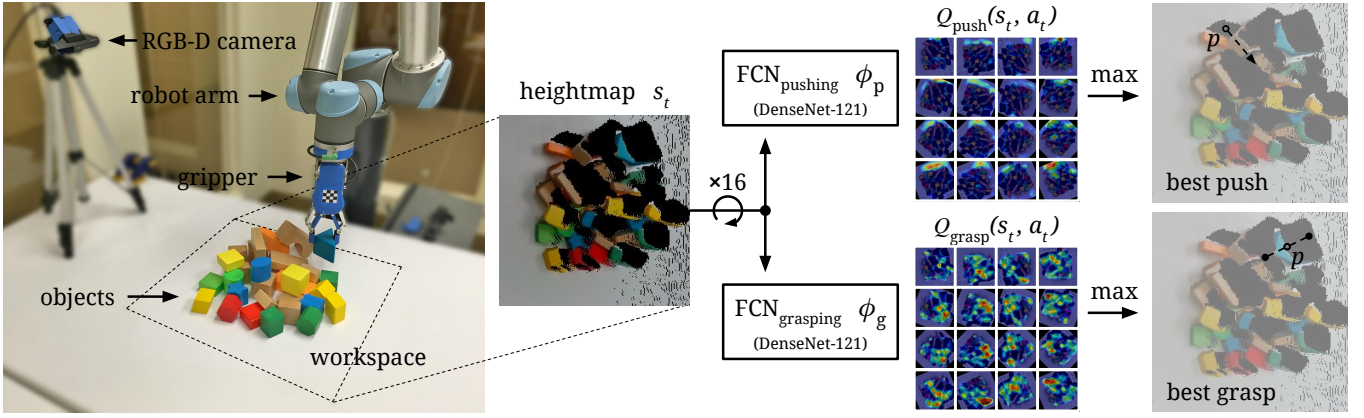 RGB-D camera
robot arm
gripper
objects
workspace
heightmap s_t
×16
FCN_pushing ϕ_p
(DenseNet-121)
FCN_grasping ϕ_g
(DenseNet-121)
Q_push(s_t, a_t)
Q_grasp(s_t, a_t)
max
max
p
best push
p
best grasp